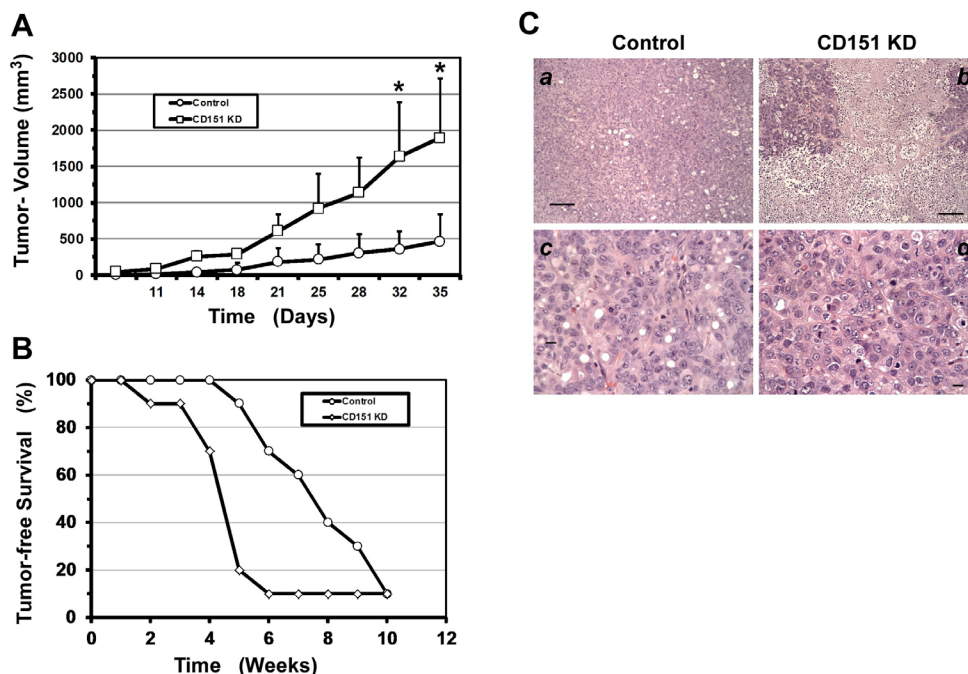 A
Tumor- Volume (mm³)
3000
2500
2000
1500
1000
500
0
Control
CD151 KD
*
*
11 14 18 21 25 28 32 35
Time (Days)
B
Tumor-free Survival (%)
100
80
60
40
20
0
Control
CD151 KD
0 2 4 6 8 10 12
Time (Weeks)
C
Control CD151 KD
a b
c d